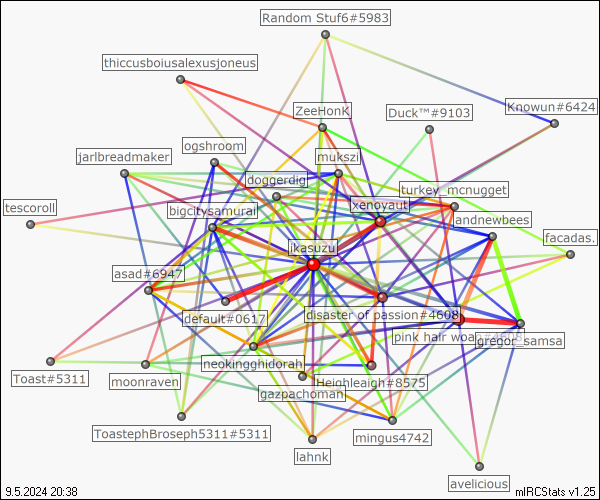 Random Stuf6#5983
thiccusboiusalexusjoneus
Knowun#6424
ZeeHonK
Duck™#9103
ogshroom
mukszi
jarlbreadmaker
doggerdig
turkey_mcnugget
xenoyaut
tescoroll
bigcitysamurai
andnewbees
ikasuzu
facadas.
asad#6947
default#0617
disaster of passion#4608
pink hair woa
gregor_samsa
neokingghidorah
Toast#5311
moonraven
Heighleigh#8575
gazpachoman
ToastephBroseph5311#5311
mingus4742
lahnk
avelicious
9.5.2024 20:38
mIRCStats v1.25